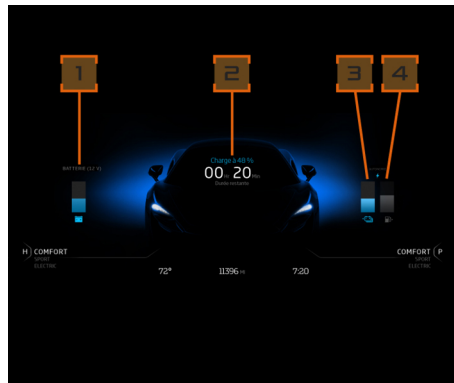 1
2
3
4
BATTERIE (12 V)
Charge à 48 %
00 H 20 Min
Durée restante
H COMFORT
SPORT
ELECTRIC
COMFORT P
SPORT
ELECTRIC
72° 11396 MI 7:20